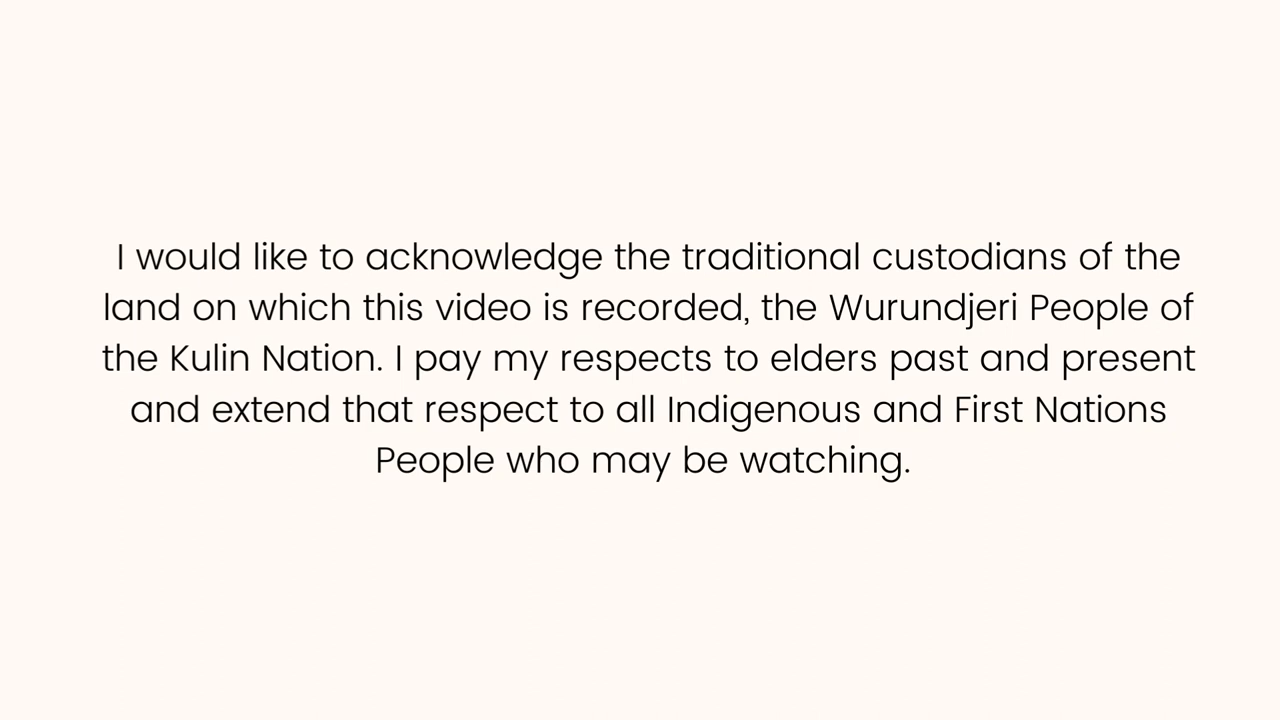 I would like to acknowledge the traditional custodians of the
land on which this video is recorded, the Wurundjeri People of
the Kulin Nation. I pay my respects to elders past and present
and extend that respect to all Indigenous and First Nations
People who may be watching.